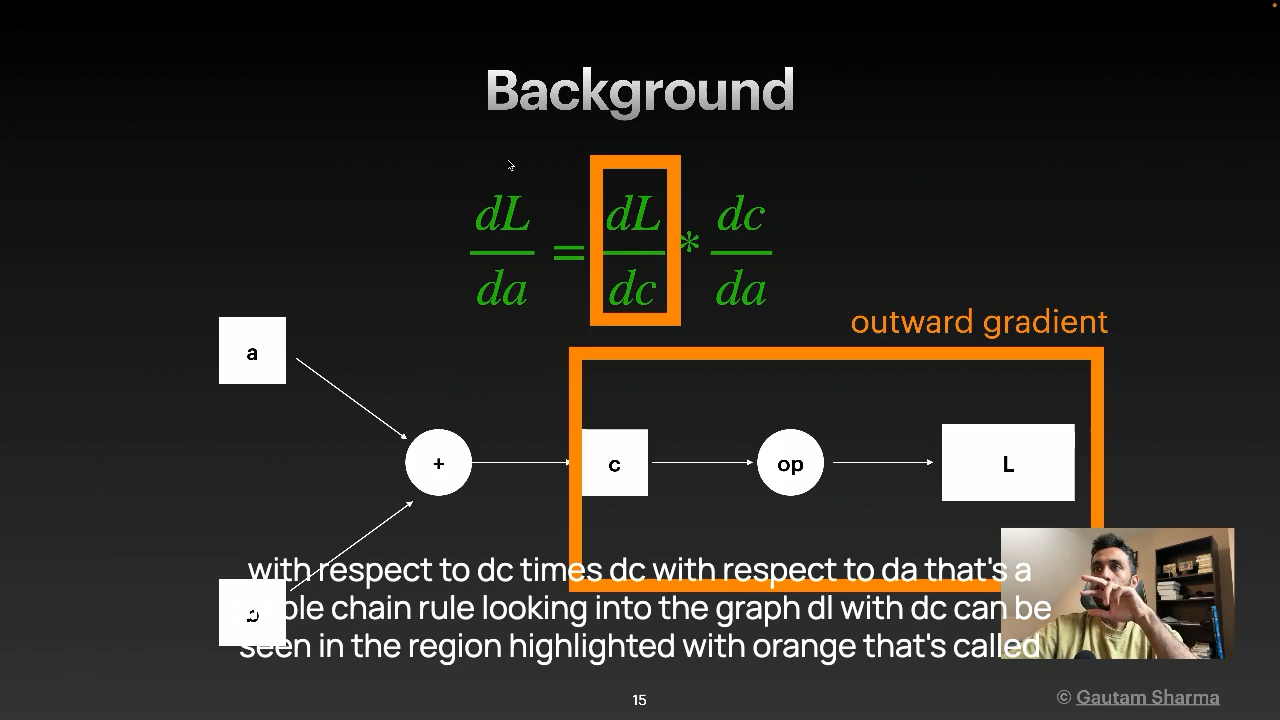 Background
dL/da = dL/dc * dc/da
outward gradient
a
+
c
op
L
b
with respect to dc times dc with respect to da that's a
chain rule looking into the graph dl with dc can be
seen in the region highlighted with orange that's called
15
© Gautam Sharma